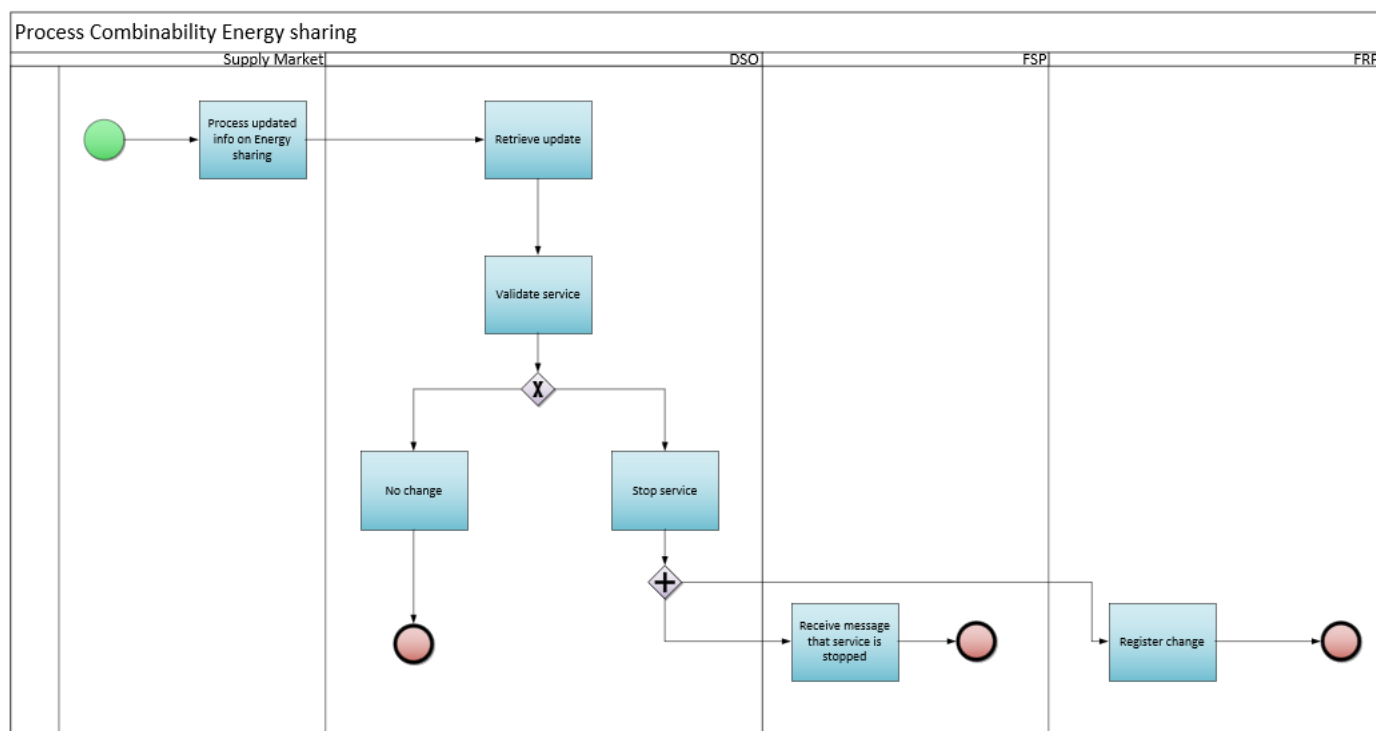 Process Combinability Energy sharing
Supply Market
DSO
FSP
FRP
Process updated
info on Energy
sharing
Retrieve update
Validate service
X
No change
Stop service
Receive message
that service is
stopped
Register change